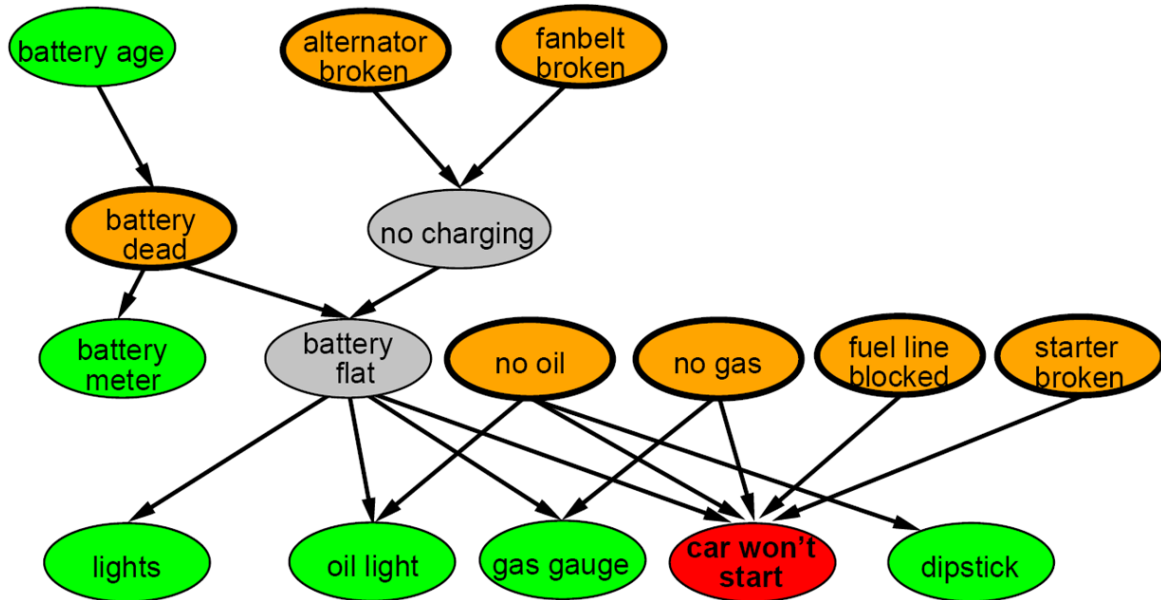 battery age
alternator
broken
fanbelt
broken
battery
dead
no charging
battery
meter
battery
flat
no oil
no gas
fuel line
blocked
starter
broken
lights
oil light
gas gauge
car won't
start
dipstick